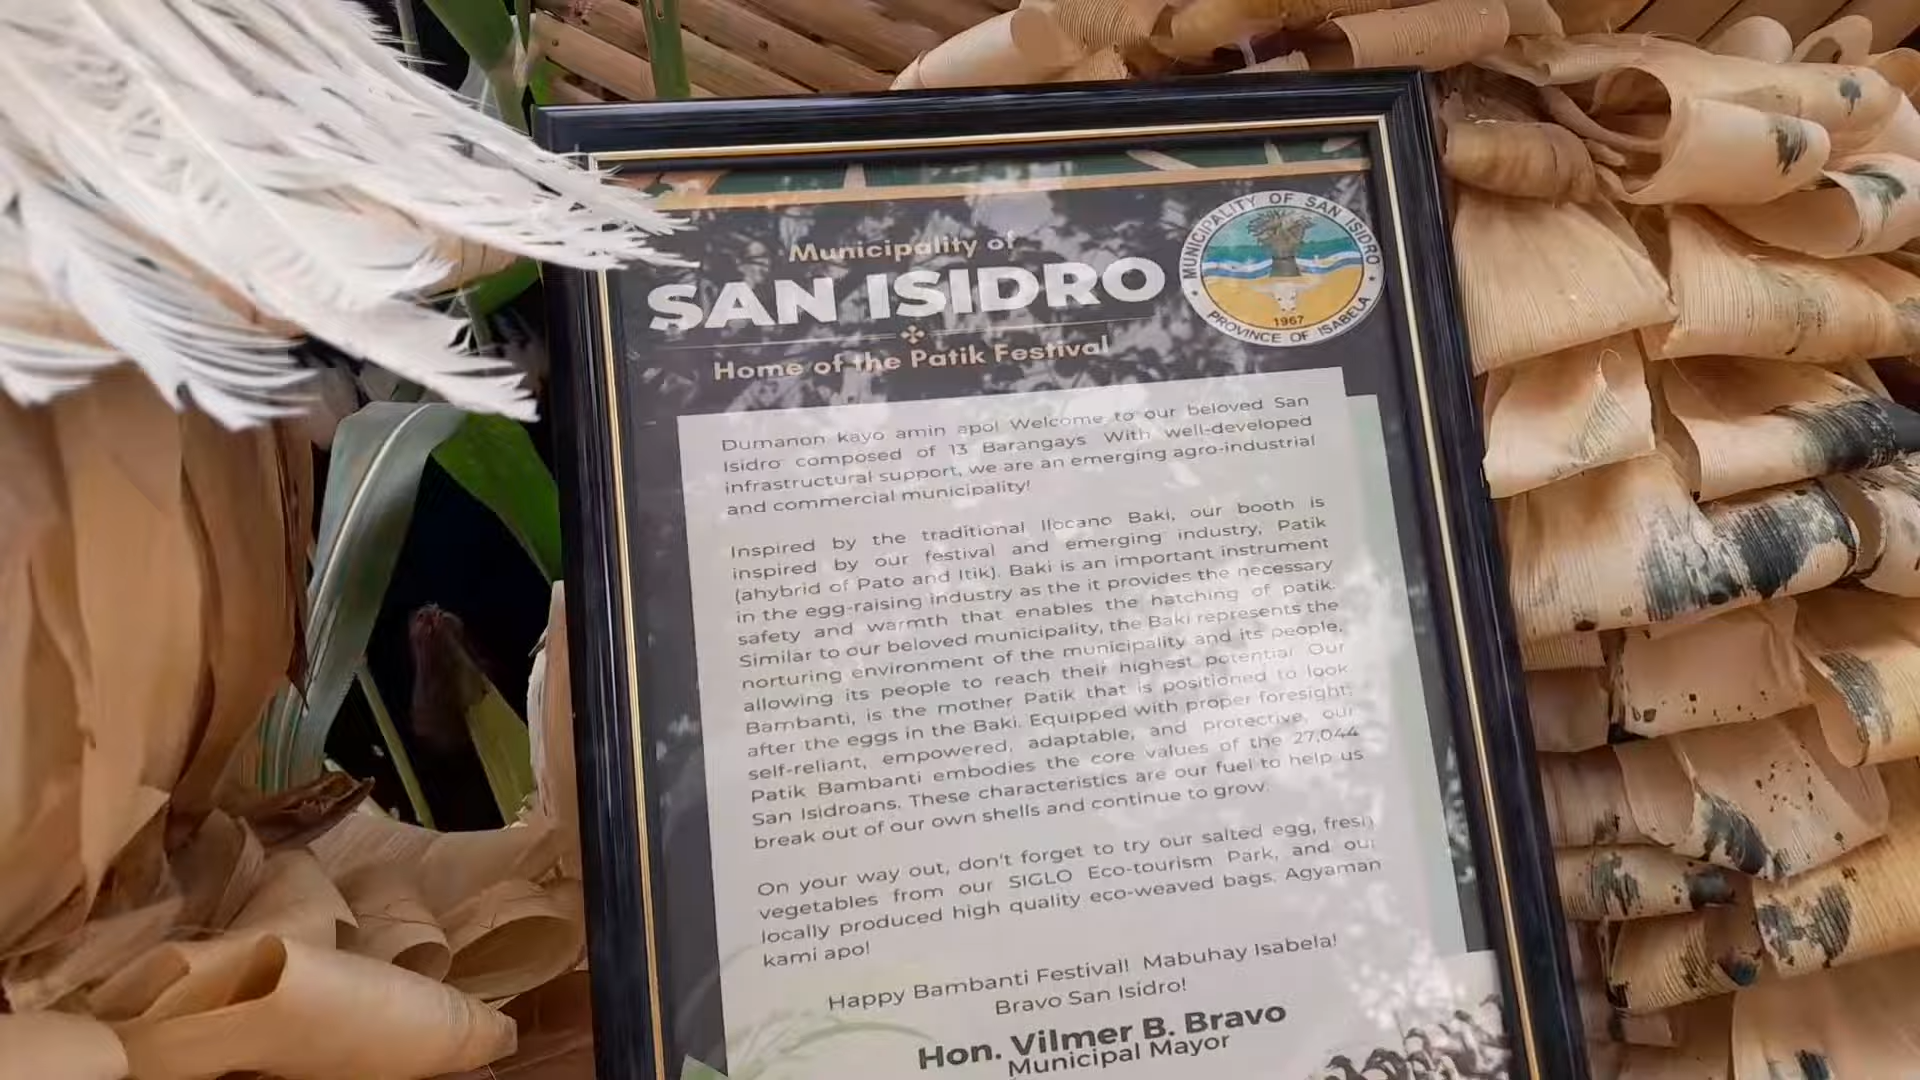 Municipality of
SAN ISIDRO
Home of the Patik Festival
MUNICIPALITY OF SAN ISIDRO
1967
PROVINCE OF ISABELA
Dumanon kayo amin apo! Welcome to our beloved San
Isidro composed of 13 Barangays With well-developed
infrastructural support, we are an emerging agro-industrial
and commercial municipality!
Inspired by the traditional Ilocano Baki, our booth is
inspired by our festival and emerging industry, Patik
(ahybrid of Pato and Itik). Baki is an important instrument
in the egg-raising industry as the it provides the necessary
safety and warmth that enables the hatching of patik.
Similar to our beloved municipality, the Baki represents the
norturing environment of the municipality and its people,
allowing its people to reach their highest potential Our
Bambanti, is the mother Patik that is positioned to look
after the eggs in the Baki. Equipped with proper foresight,
self-reliant, empowered, adaptable, and protective, our
Patik Bambanti embodies the core values of the 27,044
San Isidroans. These characteristics are our fuel to help us
break out of our own shells and continue to grow.
On your way out, don't forget to try our salted egg, fresh
vegetables from our SIGLO Eco-tourism Park, and our
locally produced high quality eco-weaved bags. Agyaman
kami apo!
Happy Bambanti Festival! Mabuhay Isabela!
Bravo San Isidro!
Hon. Vilmer B. Bravo
Municipal Mayor